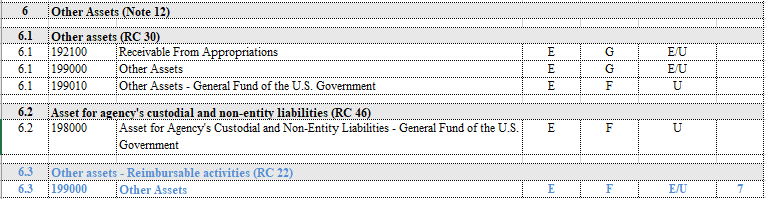 6 Other Assets (Note 12)
6.1 Other assets (RC 30)
6.1 192100 Receivable From Appropriations E G E/U
6.1 199000 Other Assets E G E/U
6.1 199010 Other Assets - General Fund of the U.S. Government E F U
6.2 Asset for agency's custodial and non-entity liabilities (RC 46)
6.2 198000 Asset for Agency's Custodial and Non-Entity Liabilities - General Fund of the U.S. E F U
Government
6.3 Other assets - Reimbursable activities (RC 22)
6.3 199000 Other Assets E F E/U 7